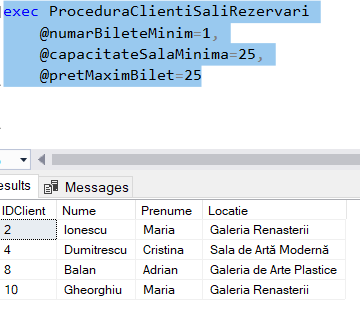 exec ProceduraClientiSaliRezervari
@numarBileteMinim=1,
@capacitateSalaMinima=25,
@pretMaximBilet=25
esults Messages
IDClient Nume Prenume Locatie
2 Ionescu Maria Galeria Renasterii
4 Dumitrescu Cristina Sala de Artă Modernă
8 Balan Adrian Galeria de Arte Plastice
10 Gheorghiu Maria Galeria Renasterii